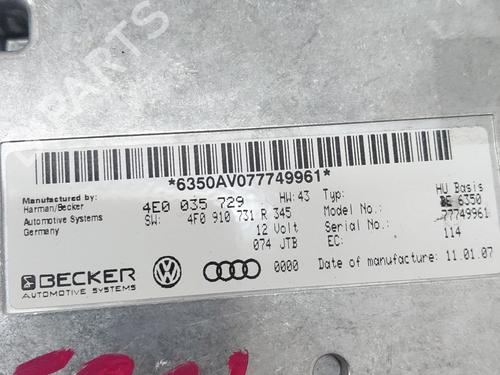 B-PARTS
*6350AV077749961*
Manufactured by:
Harman/Becker
Automotive Systems
Germany
4E0 035 729 HW: 43 Typ: HU Basis
SW: 4F0 910 731 R 345 Model No.: BE 6350
12 Volt Serial No.: 77749961
074 JTB EC: 114
BECKER
AUTOMOTIVE SYSTEMS
0000 Date of manufacture: 11.01.07